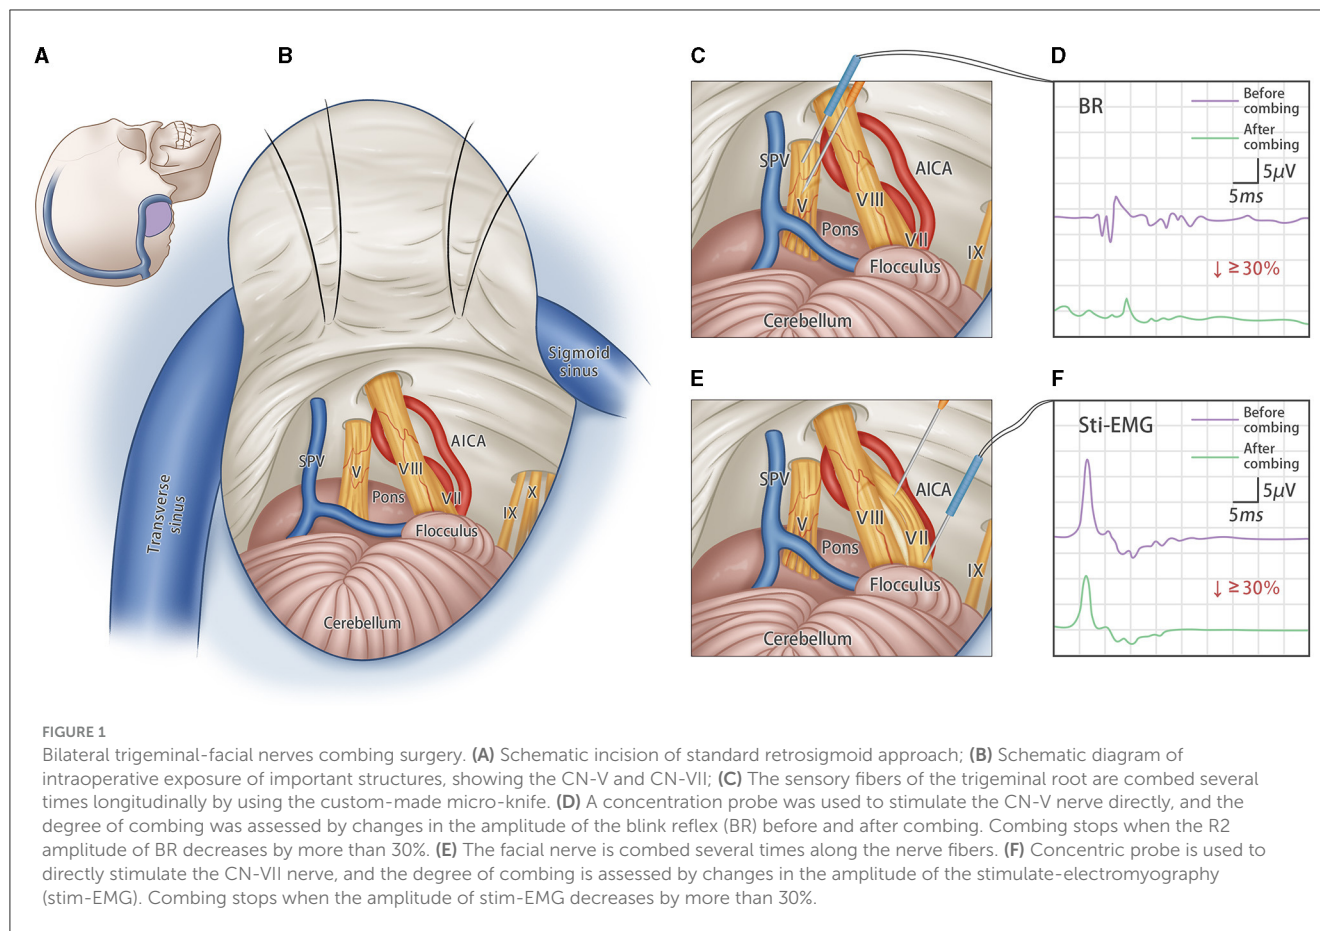 A
B
C
D
Transverse
sinus
Sigmoid
sinus
SPV
V
VIII
AICA
VII
Pons
Flocculus
IX
X
Cerebellum
SPV
V
VIII
AICA
VII
Pons
IX
Flocculus
Cerebellum
BR
Before
combing
After
combing
5µV
5ms
↓ ≥30%
E
F
SPV
V
VIII
AICA
VII
Pons
IX
Flocculus
Cerebellum
Sti-EMG
Before
combing
After
combing
5µV
5ms
↓ ≥30%
FIGURE 1
Bilateral trigeminal-facial nerves combing surgery. (A) Schematic incision of standard retrosigmoid approach; (B) Schematic diagram of
intraoperative exposure of important structures, showing the CN-V and CN-VII; (C) The sensory fibers of the trigeminal root are combed several
times longitudinally by using the custom-made micro-knife. (D) A concentration probe was used to stimulate the CN-V nerve directly, and the
degree of combing was assessed by changes in the amplitude of the blink reflex (BR) before and after combing. Combing stops when the R2
amplitude of BR decreases by more than 30%. (E) The facial nerve is combed several times along the nerve fibers. (F) Concentric probe is used to
directly stimulate the CN-VII nerve, and the degree of combing is assessed by changes in the amplitude of the stimulate-electromyography
(stim-EMG). Combing stops when the amplitude of stim-EMG decreases by more than 30%.